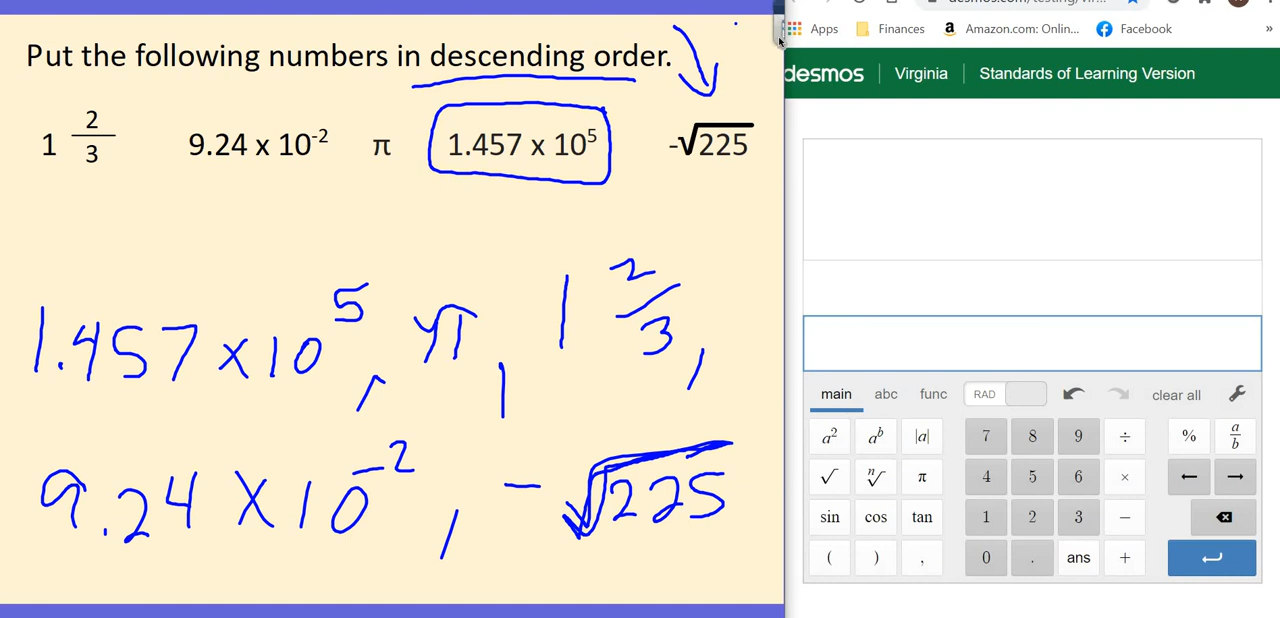 Put the following numbers in descending order.
1 2/3 9.24 x 10⁻² π 1.457 x 10⁵ -√225
1.457 x 10⁵, π, 1 2/3,
9.24 x 10⁻², -√225
Apps Finances a Amazon.com: Onlin... Facebook »
desmos Virginia Standards of Learning Version
main abc func RAD clear all
a² aᵇ |a| 7 8 9 ÷ % a/b
√ ⁿ√ π 4 5 6 × ← →
sin cos tan 1 2 3 −
( ) , 0 . ans +